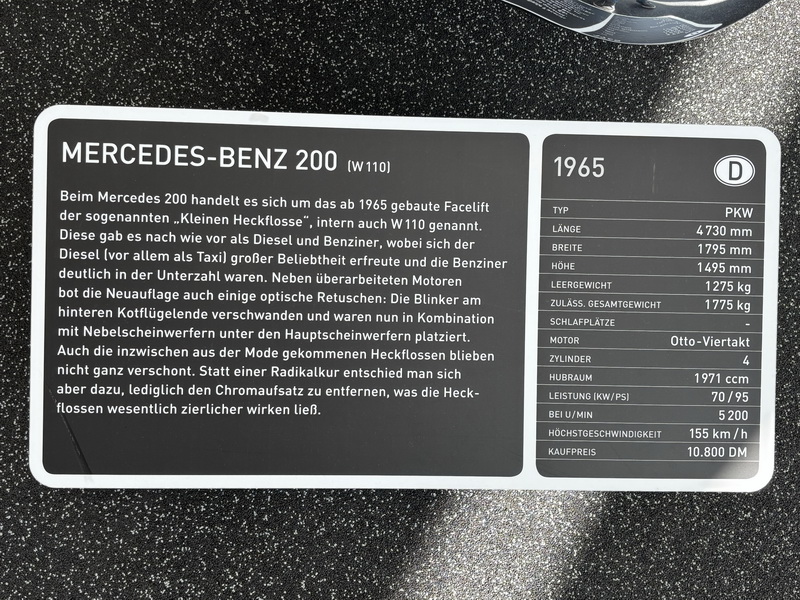 MERCEDES-BENZ 200 (W110)
Beim Mercedes 200 handelt es sich um das ab 1965 gebaute Facelift
der sogenannten „Kleinen Heckflosse“, intern auch W110 genannt.
Diese gab es nach wie vor als Diesel und Benziner, wobei sich der
Diesel (vor allem als Taxi) großer Beliebtheit erfreute und die Benziner
deutlich in der Unterzahl waren. Neben überarbeiteten Motoren
bot die Neuauflage auch einige optische Retuschen: Die Blinker am
hinteren Kotflügelende verschwanden und waren nun in Kombination
mit Nebelscheinwerfern unter den Hauptscheinwerfern platziert.
Auch die inzwischen aus der Mode gekommenen Heckflossen blieben
nicht ganz verschont. Statt einer Radikalkur entschied man sich
aber dazu, lediglich den Chromaufsatz zu entfernen, was die Heck-
flossen wesentlich zierlicher wirken ließ.
1965 D
TYP PKW
LÄNGE 4730 mm
BREITE 1795 mm
HÖHE 1495 mm
LEERGEWICHT 1275 kg
ZULÄSS. GESAMTGEWICHT 1775 kg
SCHLAFPLÄTZE -
MOTOR Otto-Viertakt
ZYLINDER 4
HUBRAUM 1971 ccm
LEISTUNG (KW/PS) 70/95
BEI U/MIN 5200
HÖCHSTGESCHWINDIGKEIT 155 km/h
KAUFPREIS 10.800 DM